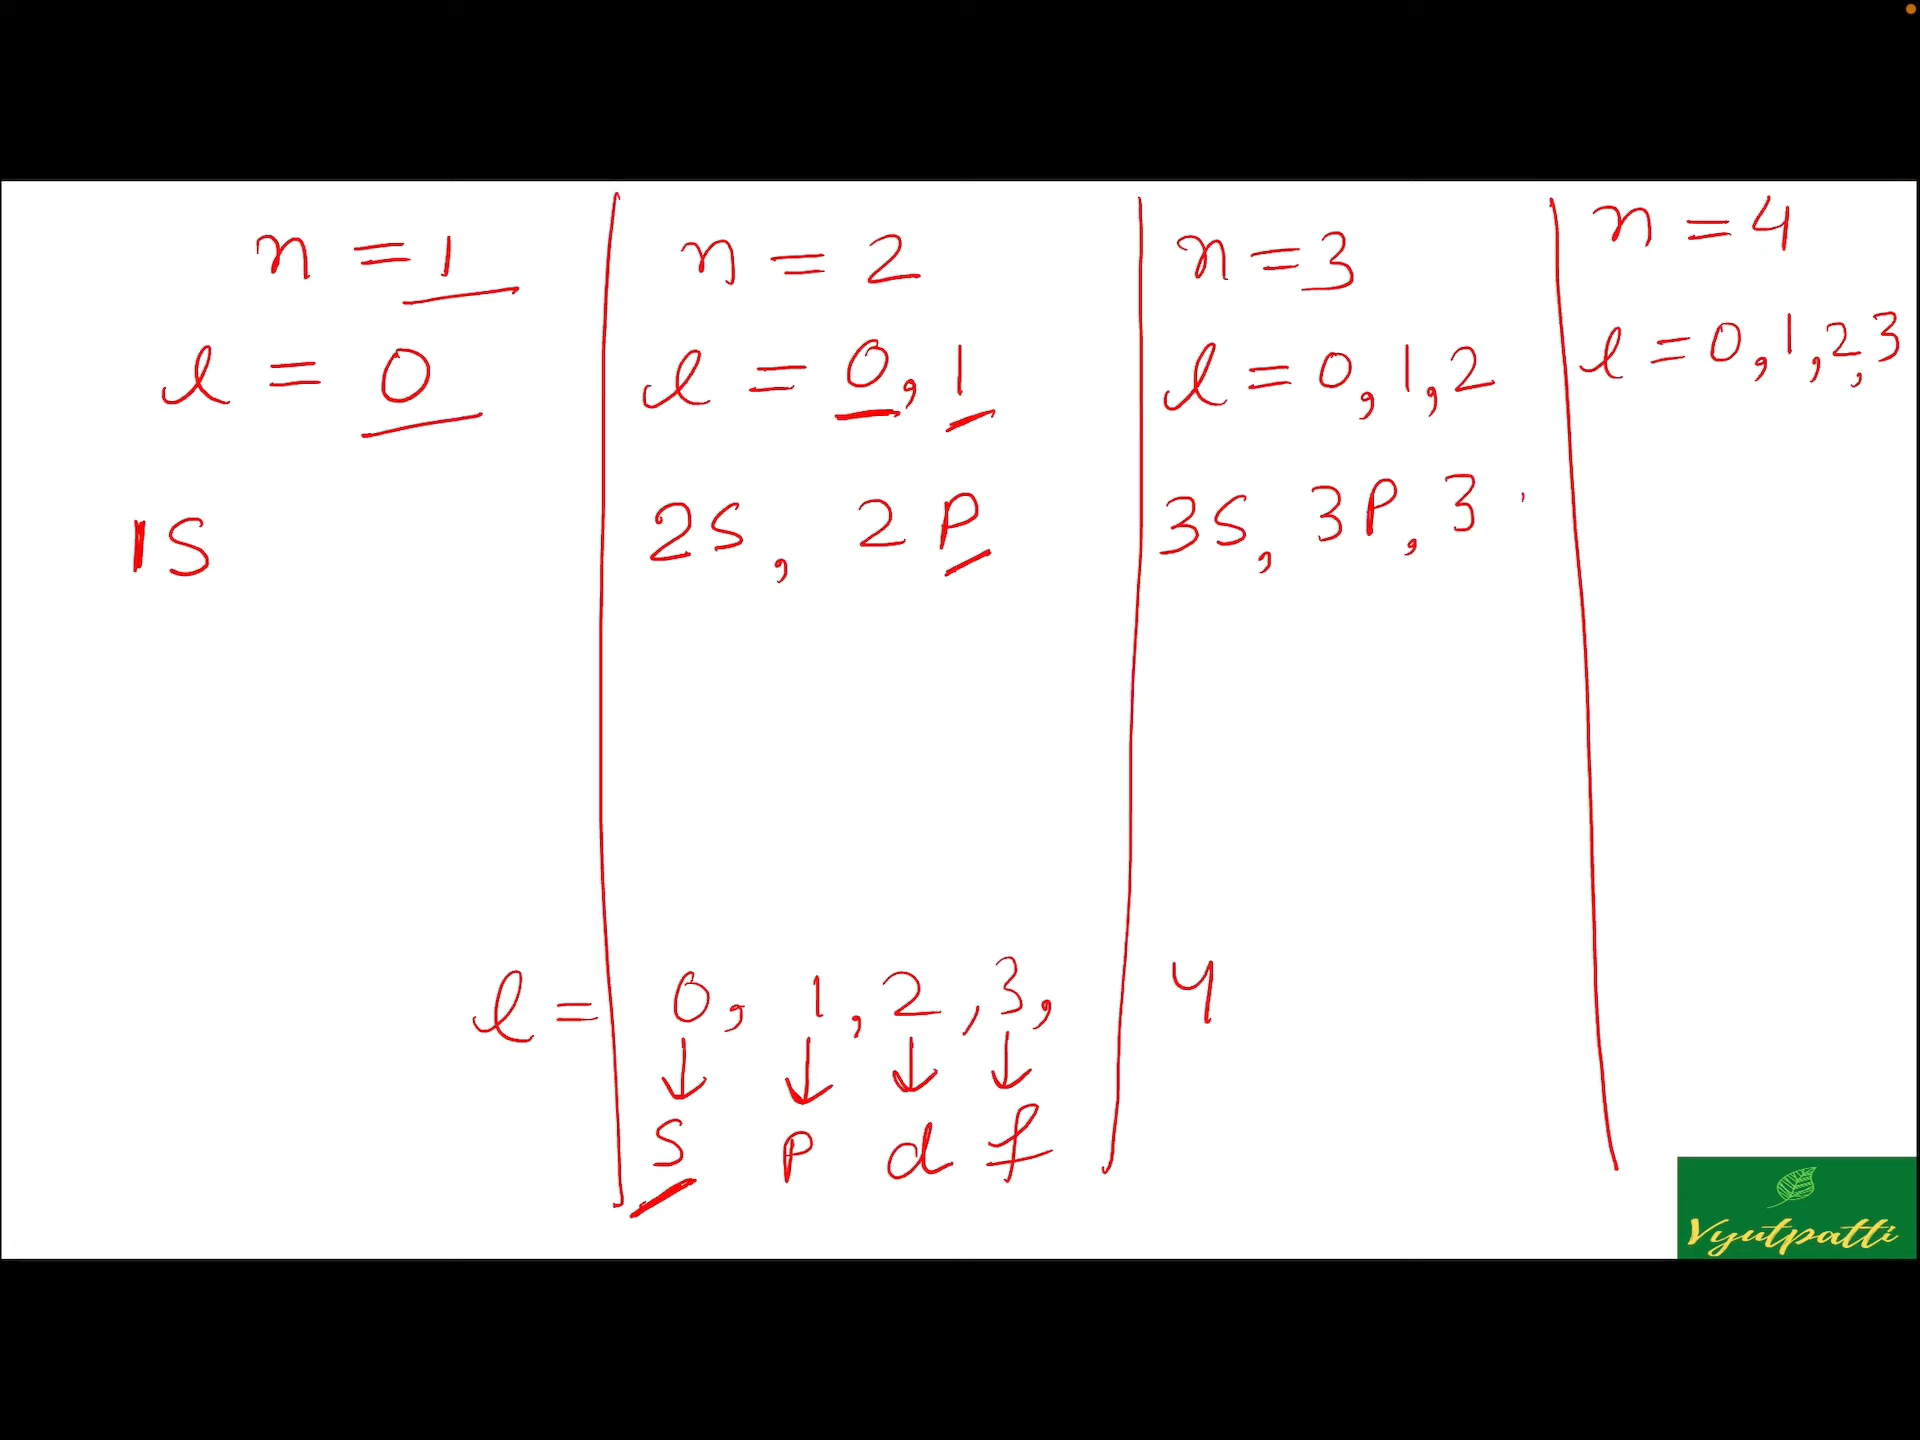 n = 1
l = 0
1S
n = 2
l = 0, 1
2S, 2P
n = 3
l = 0, 1, 2
3S, 3P, 3
n = 4
l = 0, 1, 2, 3
l = 0, 1, 2, 3, 4
↓ ↓ ↓ ↓
S P d f
Vyutpatti